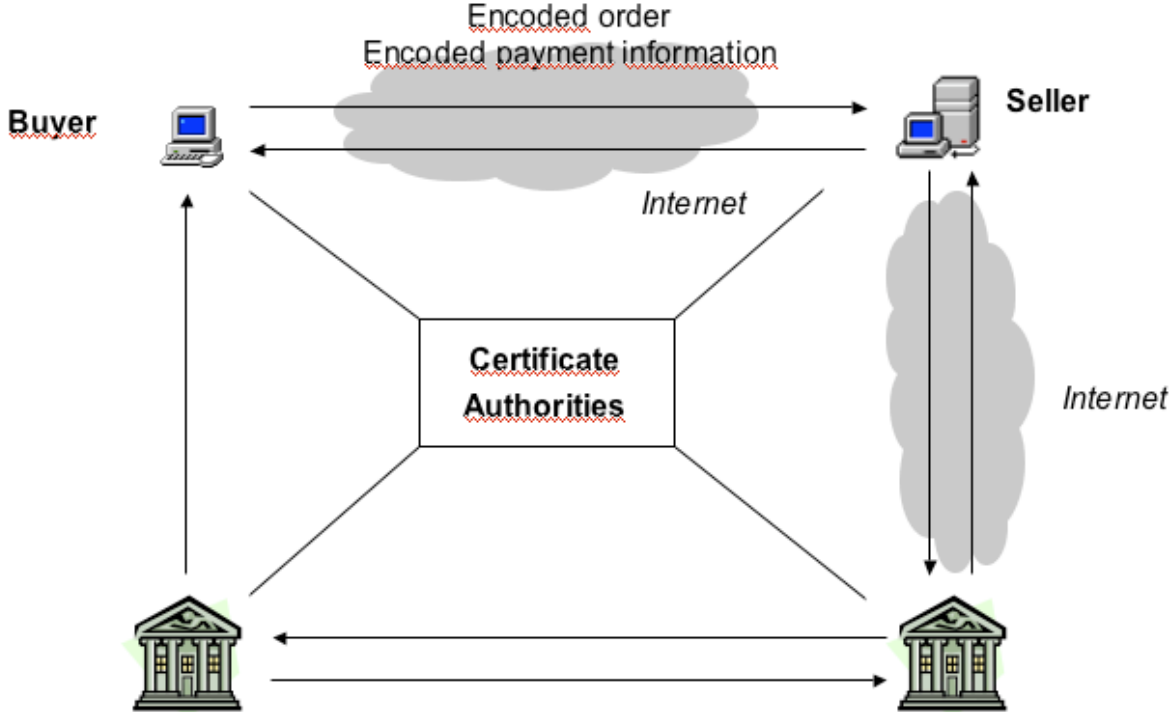 Encoded order
Encoded payment information
Buyer
Seller
Internet
Certificate
Authorities
Internet